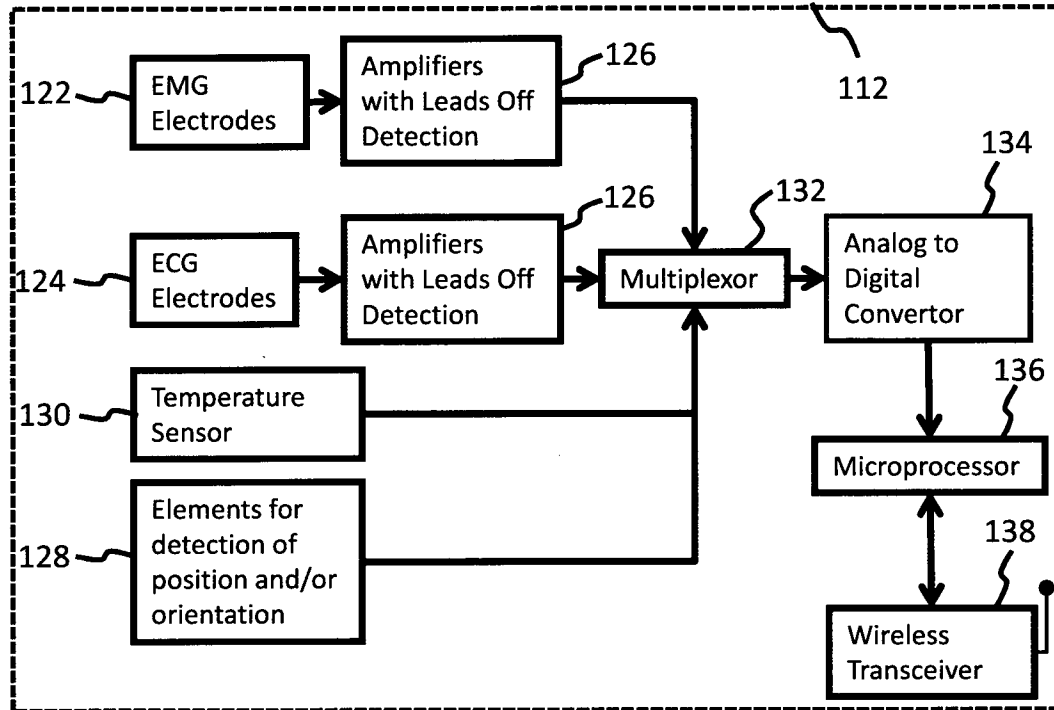 112
122
EMG
Electrodes
Amplifiers
with Leads Off
Detection
126
124
ECG
Electrodes
Amplifiers
with Leads Off
Detection
126
Multiplexor
132
Analog to
Digital
Convertor
134
130
Temperature
Sensor
Microprocessor
136
128
Elements for
detection of
position and/or
orientation
Wireless
Transceiver
138